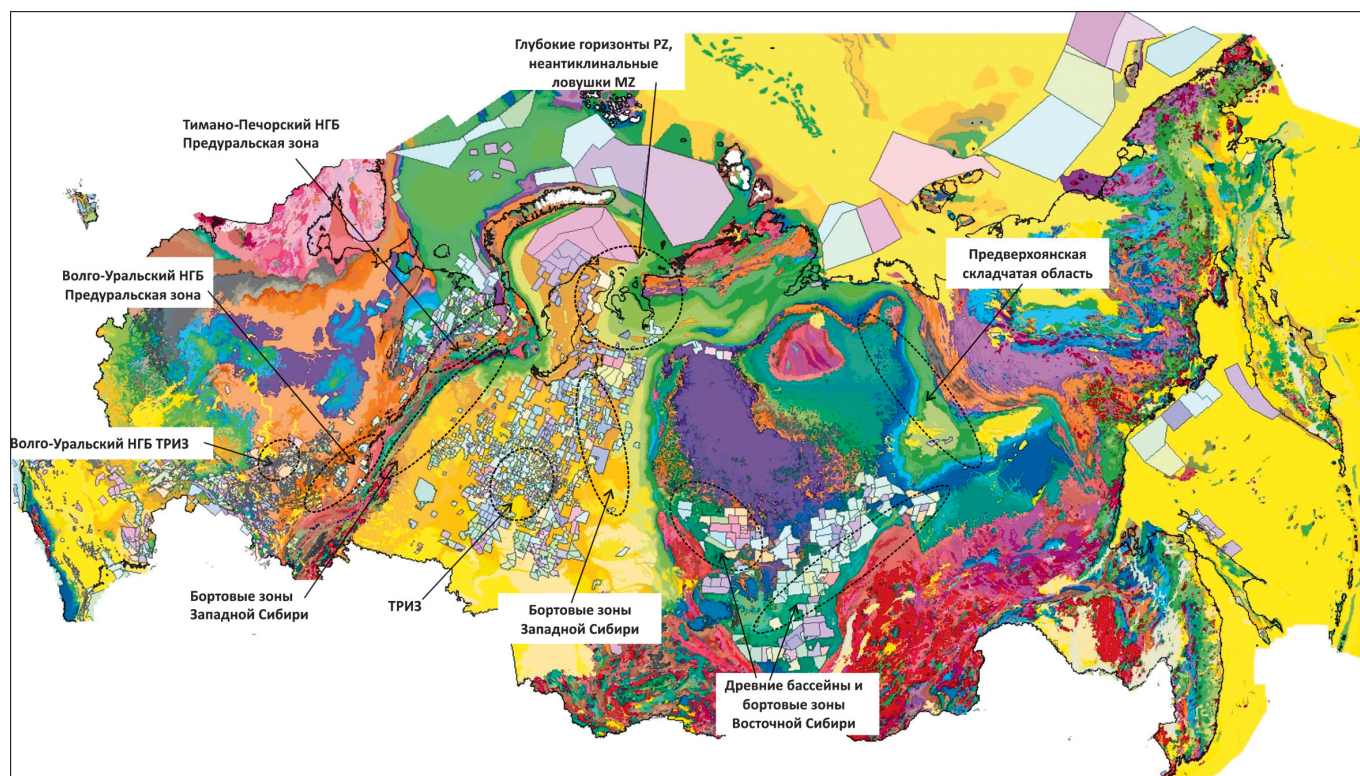 Глубокие горизонты PZ,
неантиклинальные
ловушки MZ
Тимано-Печорский НГБ
Предуральская зона
Волго-Уральский НГБ
Предуральская зона
Предверхоянская
складчатая область
Волго-Уральский НГБ ТРИЗ
Бортовые зоны
Западной Сибири
ТРИЗ
Бортовые зоны
Западной Сибири
Древние бассейны и
бортовые зоны
Восточной Сибири